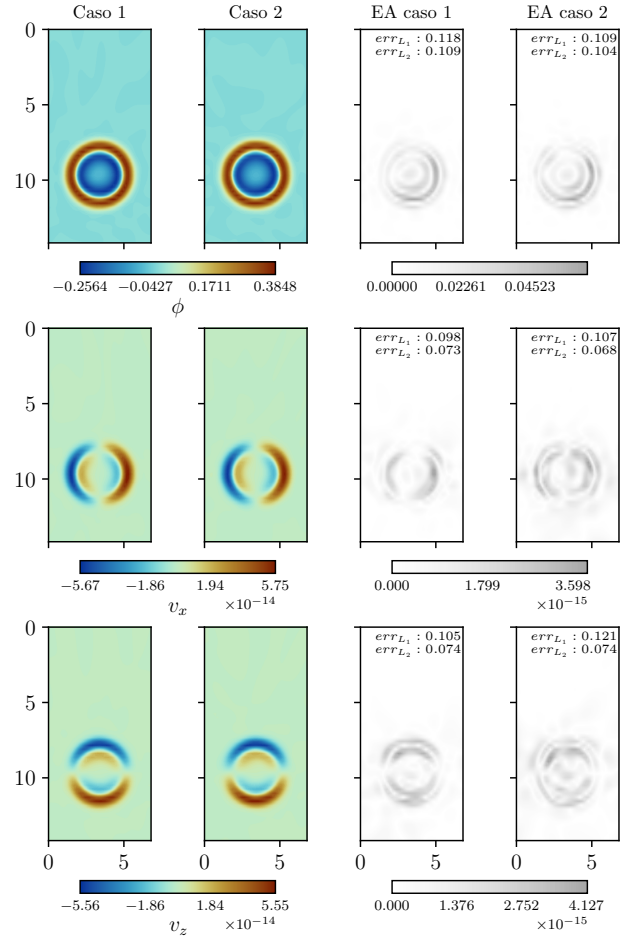 Caso 1 Caso 2 EA caso 1 EA caso 2
0
5
10
err_{L_1} : 0.118
err_{L_2} : 0.109
err_{L_1} : 0.109
err_{L_2} : 0.104
−0.2564 −0.0427 0.1711 0.3848
ϕ
0.00000 0.02261 0.04523
0
5
10
err_{L_1} : 0.098
err_{L_2} : 0.073
err_{L_1} : 0.107
err_{L_2} : 0.068
−5.67 −1.86 1.94 5.75
v_x ×10^{−14}
0.000 1.799 3.598
×10^{−15}
0
5
10
err_{L_1} : 0.105
err_{L_2} : 0.074
err_{L_1} : 0.121
err_{L_2} : 0.074
0 5 0 5 0 5 0 5
−5.56 −1.86 1.84 5.55
v_z ×10^{−14}
0.000 1.376 2.752 4.127
×10^{−15}